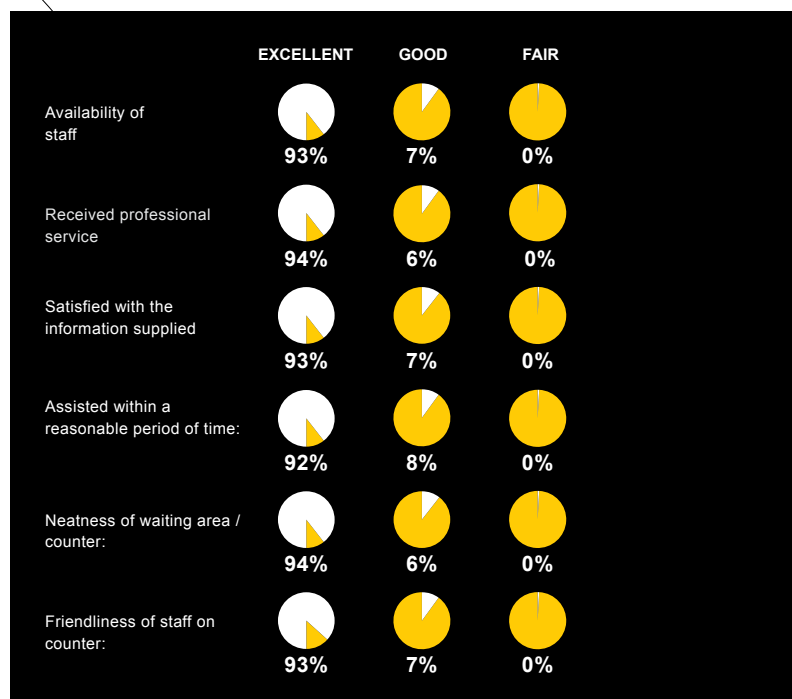 EXCELLENT GOOD FAIR
Availability of
staff
93% 7% 0%
Received professional
service
94% 6% 0%
Satisfied with the
information supplied
93% 7% 0%
Assisted within a
reasonable period of time:
92% 8% 0%
Neatness of waiting area /
counter:
94% 6% 0%
Friendliness of staff on
counter:
93% 7% 0%